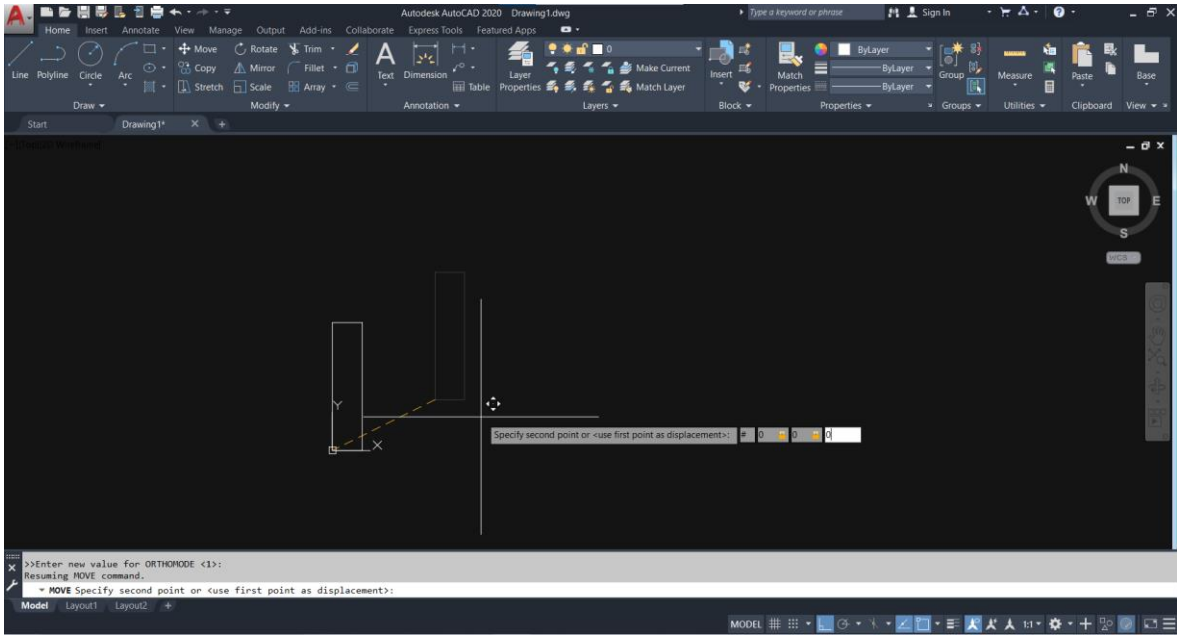 Autodesk AutoCAD 2020 Drawing1.dwg Type a keyword or phrase Sign In
Home Insert Annotate View Manage Output Add-ins Collaborate Express Tools Featured Apps
Move Rotate Trim A 0 ByLayer
Copy Mirror Fillet Make Current ByLayer
Line Polyline Circle Arc Text Dimension Layer Properties Insert Match Properties Group Measure Paste Base
Stretch Scale Array Table Match Layer ByLayer
Draw Modify Annotation Layers Block Properties Groups Utilities Clipboard View
Start Drawing1* +
N
W TOP E
S
WCS
Y
X
Specify second point or <use first point as displacement>: # 0 0 0
>>Enter new value for ORTHOMODE <1>:
Resuming MOVE command.
MOVE Specify second point or <use first point as displacement>:
Model Layout1 Layout2 +
MODEL 1:1